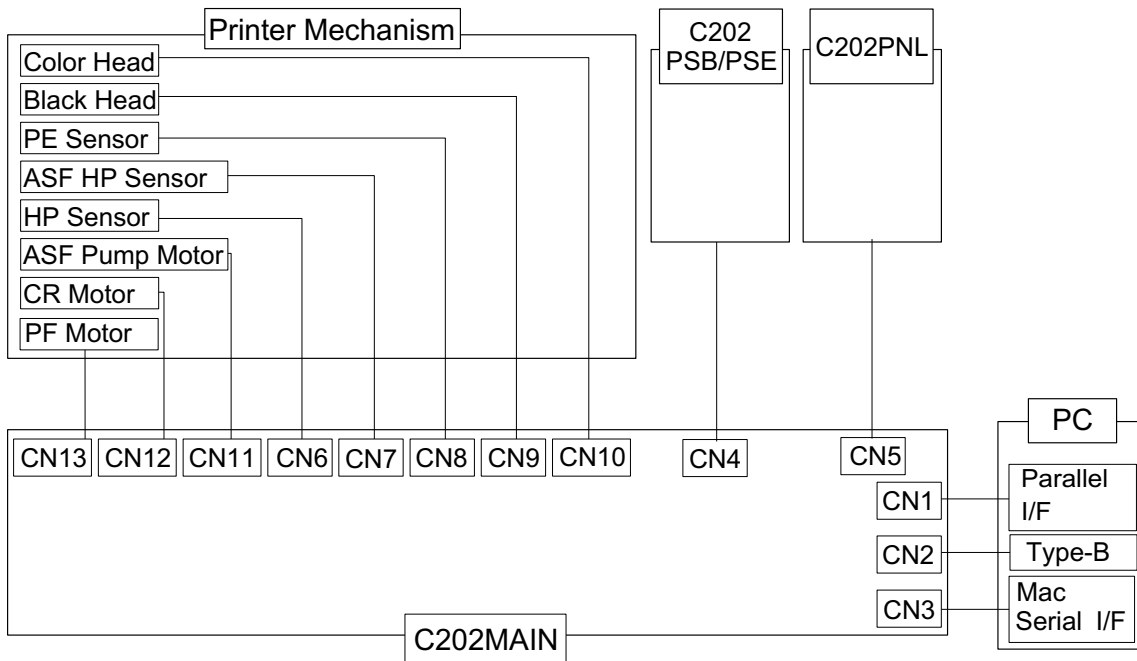 Printer Mechanism
Color Head
Black Head
PE Sensor
ASF HP Sensor
HP Sensor
ASF Pump Motor
CR Motor
PF Motor
C202
PSB/PSE
C202PNL
CN13
CN12
CN11
CN6
CN7
CN8
CN9
CN10
CN4
CN5
CN1
CN2
CN3
C202MAIN
PC
Parallel
I/F
Type-B
Mac
Serial I/F